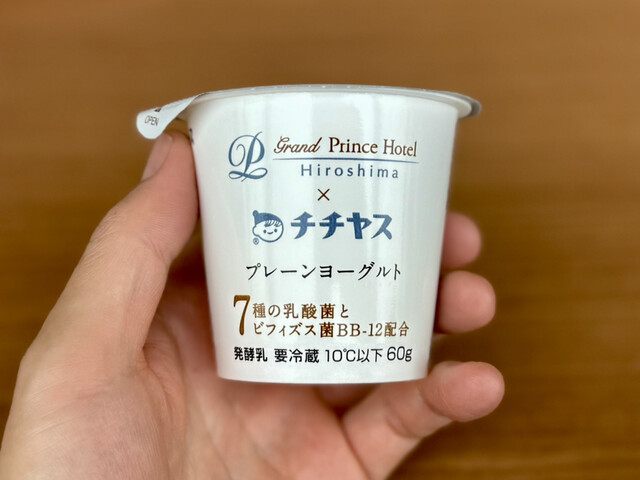 OPEN
Grand Prince Hotel
Hiroshima
×
チチヤス
プレーンヨーグルト
7種の乳酸菌と
ビフィズス菌BB-12配合
発酵乳 要冷蔵 10℃以下 60g